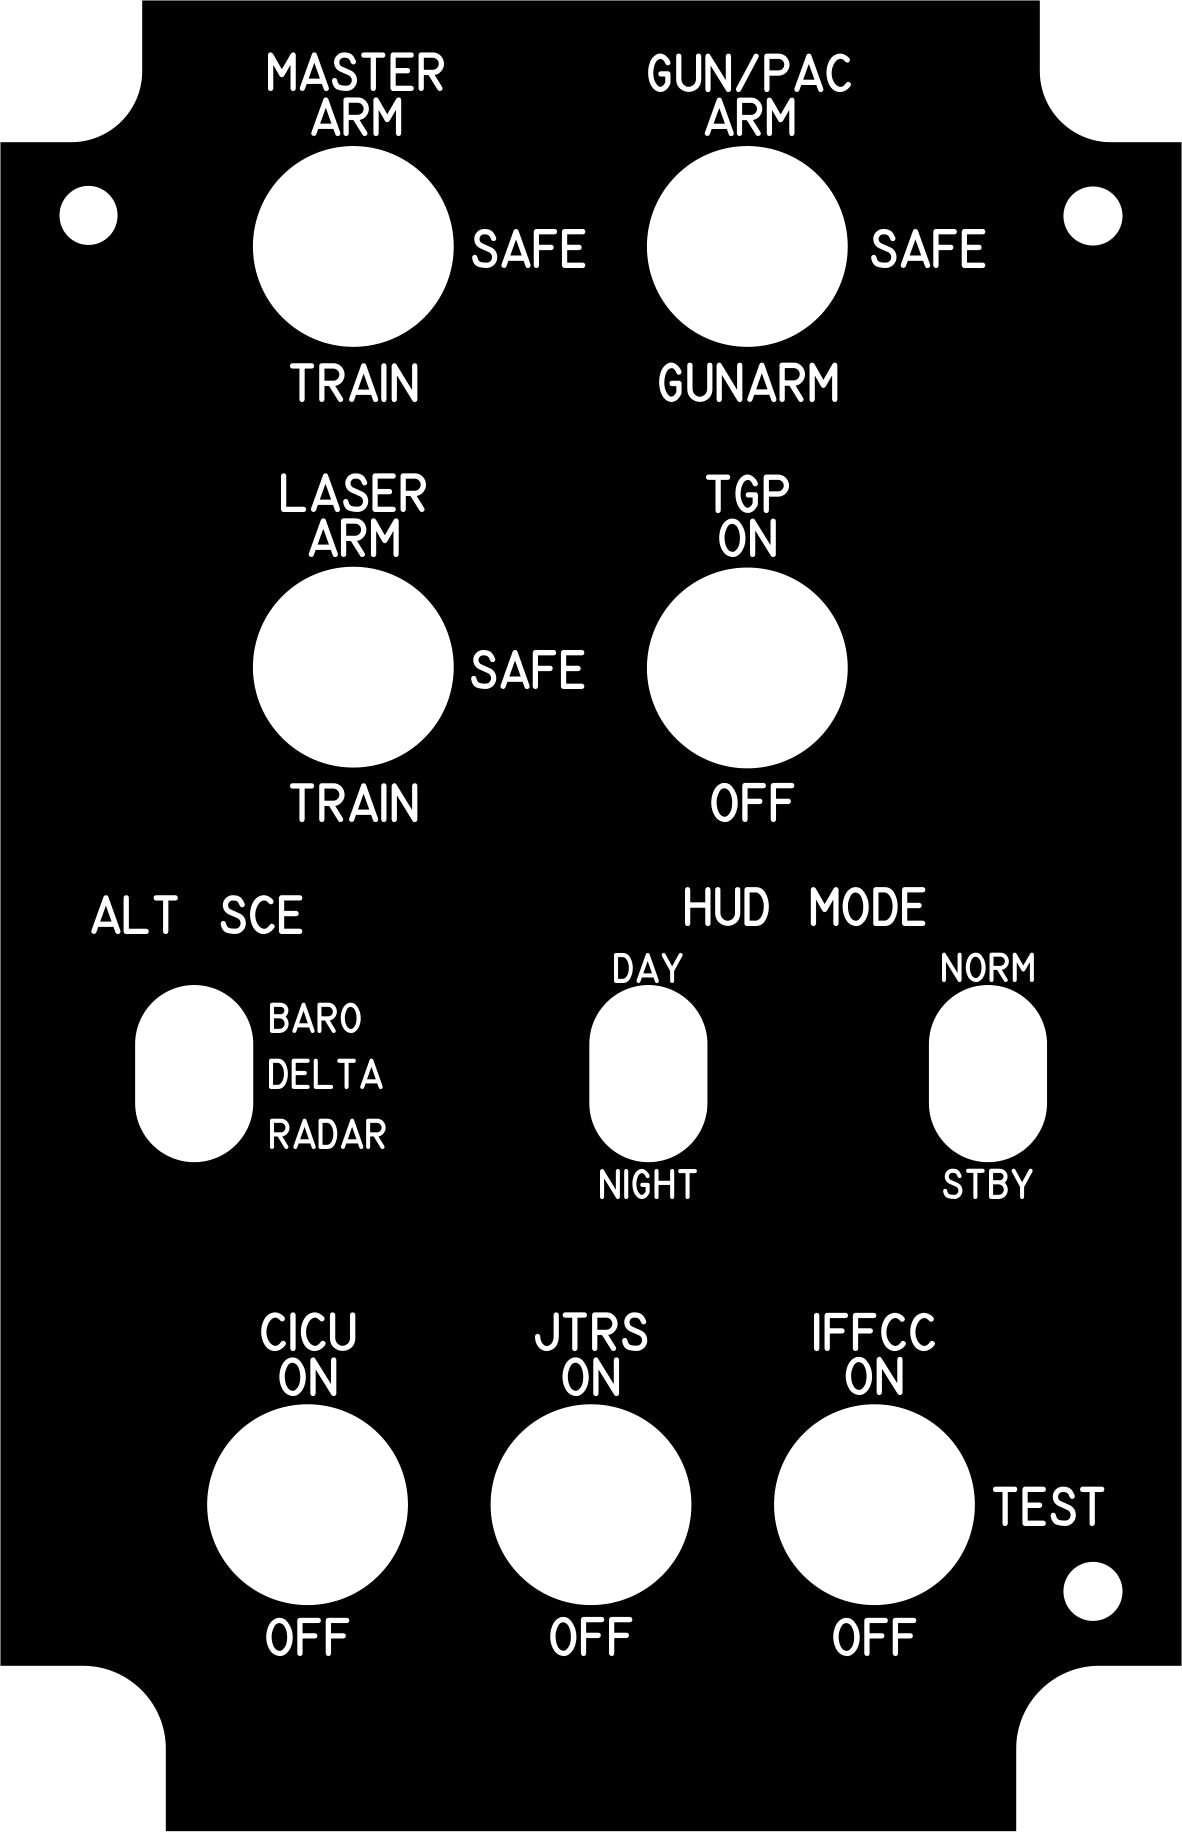 MASTER
ARM
SAFE
TRAIN
GUN/PAC
ARM
SAFE
GUNARM
LASER
ARM
SAFE
TRAIN
TGP
ON
OFF
ALT SCE
BARO
DELTA
RADAR
HUD MODE
DAY
NIGHT
NORM
STBY
CICU
ON
OFF
JTRS
ON
OFF
IFFCC
ON
TEST
OFF